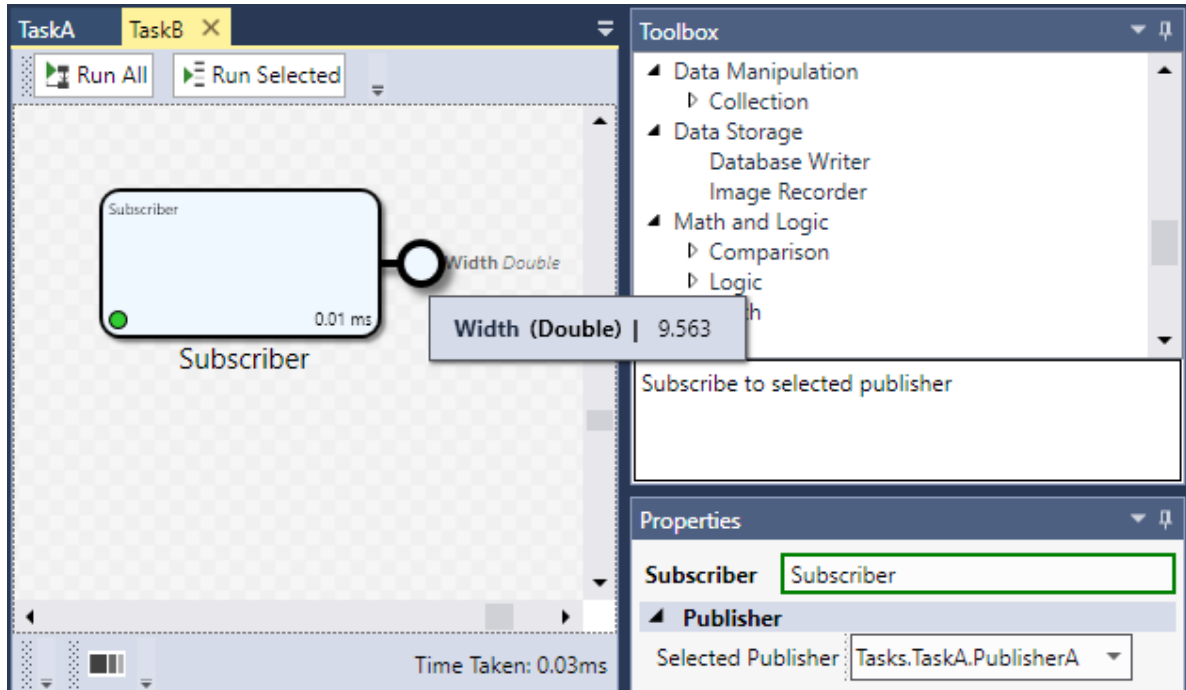 TaskA
TaskB
Run All
Run Selected
Subscriber
0.01 ms
Subscriber
Width Double
Width (Double) | 9.563
Toolbox
Data Manipulation
Collection
Data Storage
Database Writer
Image Recorder
Math and Logic
Comparison
Logic
Subscribe to selected publisher
Properties
Subscriber
Subscriber
Publisher
Selected Publisher
Tasks.TaskA.PublisherA
Time Taken: 0.03ms